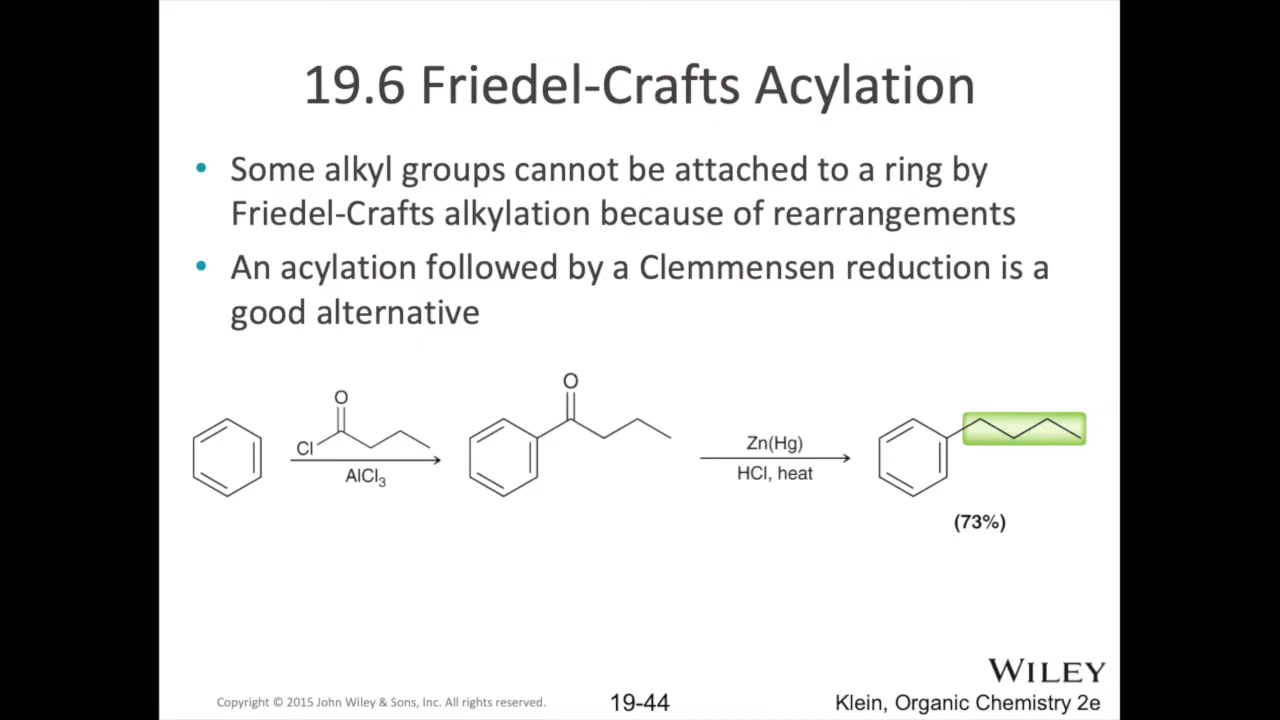 19.6 Friedel-Crafts Acylation
• Some alkyl groups cannot be attached to a ring by
Friedel-Crafts alkylation because of rearrangements
• An acylation followed by a Clemmensen reduction is a
good alternative
O
Cl
AlCl₃
O
Zn(Hg)
HCl, heat
(73%)
WILEY
Copyright © 2015 John Wiley & Sons, Inc. All rights reserved.
19-44
Klein, Organic Chemistry 2e